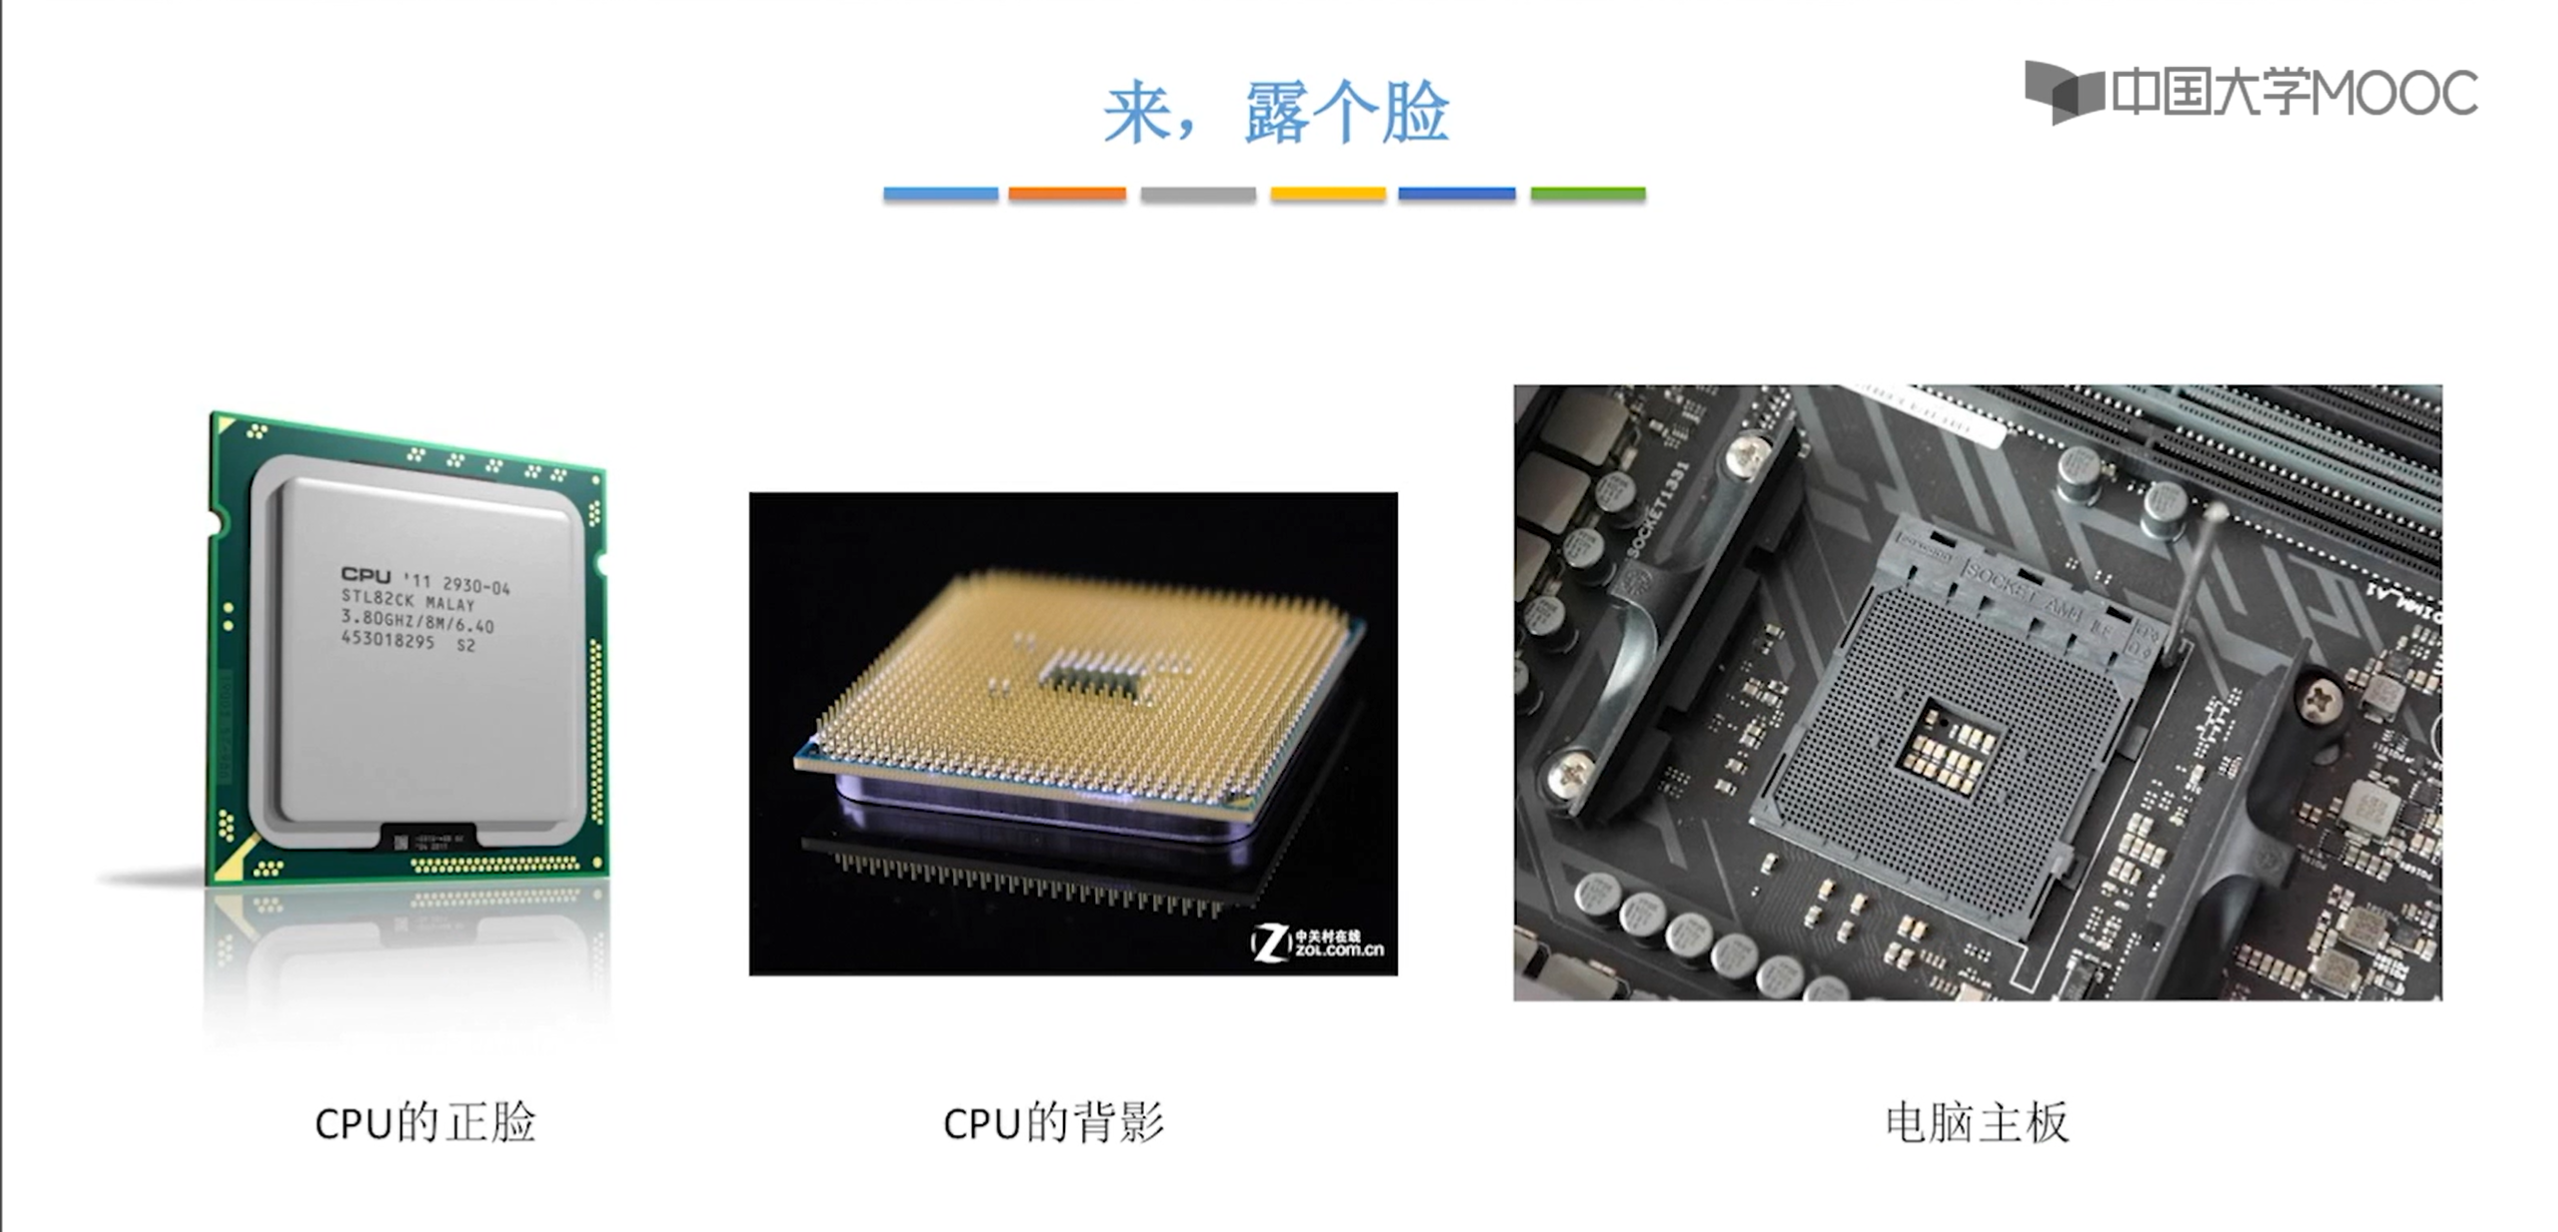 来，露个脸
中国大学MOOC
CPU '11 2930-04
STL82CK MALAY
3.80GHZ/8M/6.40
453018295 S2
中关村在线
ZOL.com.cn
SOCKET1331
SOCKET AM4
CPU的正脸
CPU的背影
电脑主板